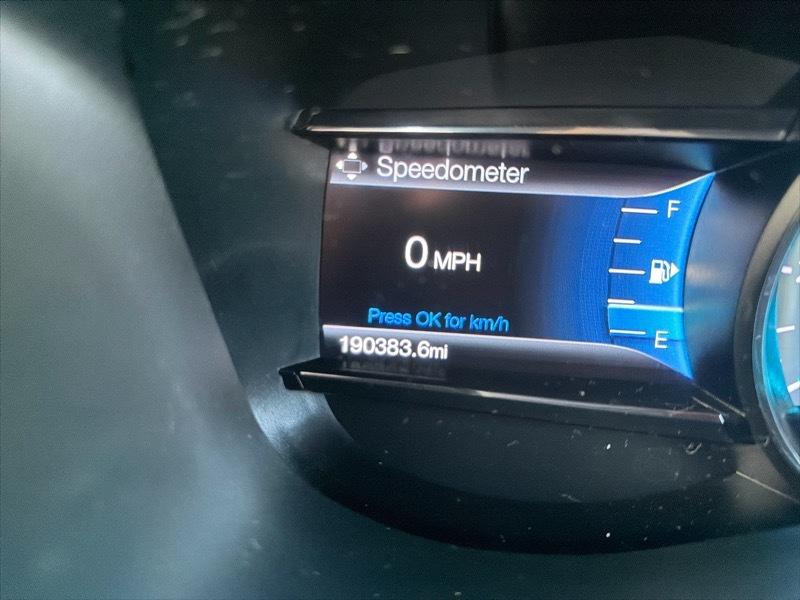 Speedometer
F
0 MPH
Press OK for km/h
E
190383.6mi